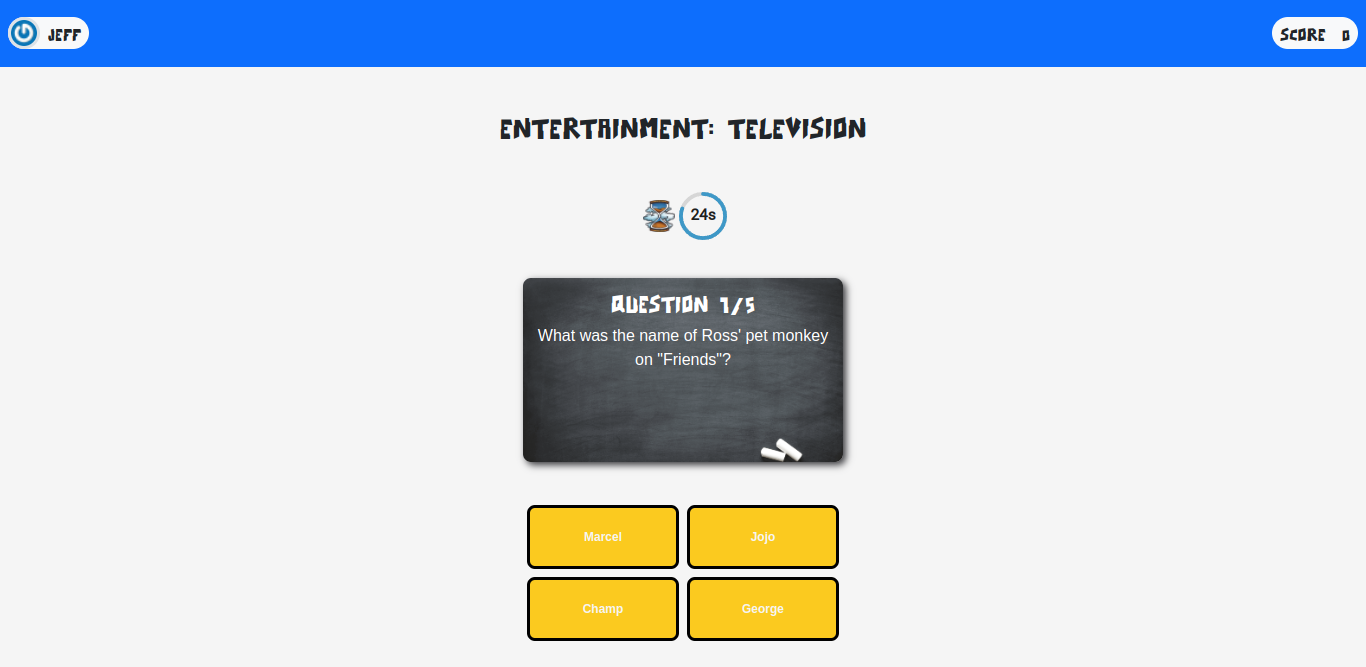 JEFF
SCORE 0
ENTERTAINMENT: TELEVISION
24s
QUESTION 1/5
What was the name of Ross' pet monkey
on "Friends"?
Marcel
Jojo
Champ
George